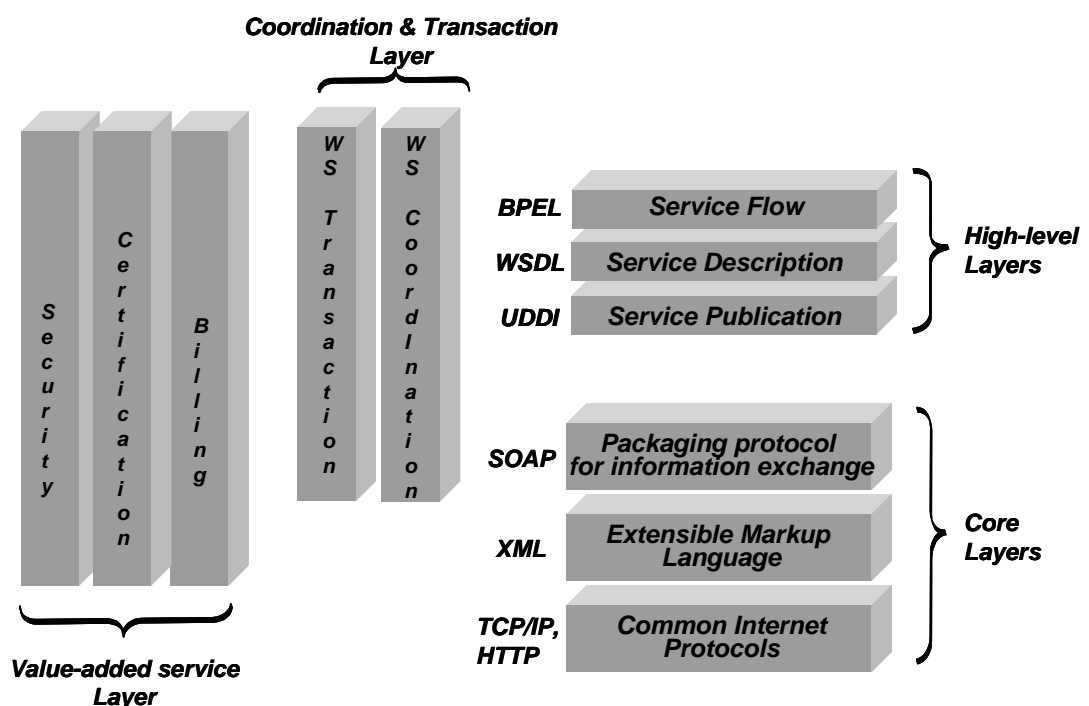 Coordination & Transaction
Layer
Security
Certification
Billing
WS Transaction
WS CoordInation
BPEL
Service Flow
WSDL
Service Description
UDDI
Service Publication
High-level
Layers
SOAP
Packaging protocol
for information exchange
XML
Extensible Markup
Language
TCP/IP,
HTTP
Common Internet
Protocols
Core
Layers
Value-added service
Layer